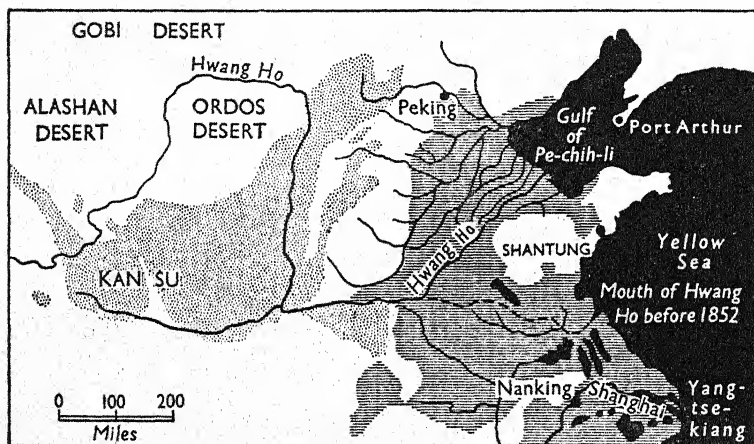 GOBI DESERT
Hwang Ho
ALASHAN
DESERT
ORDOS
DESERT
Peking
Gulf
of
Pe-chih-li
Port Arthur
KAN SU
Hwang Ho
SHANTUNG
Yellow
Sea
Mouth of Hwang
Ho before 1852
Nanking
Shanghai
Yang-
tse-
kiang
0 100 200
Miles